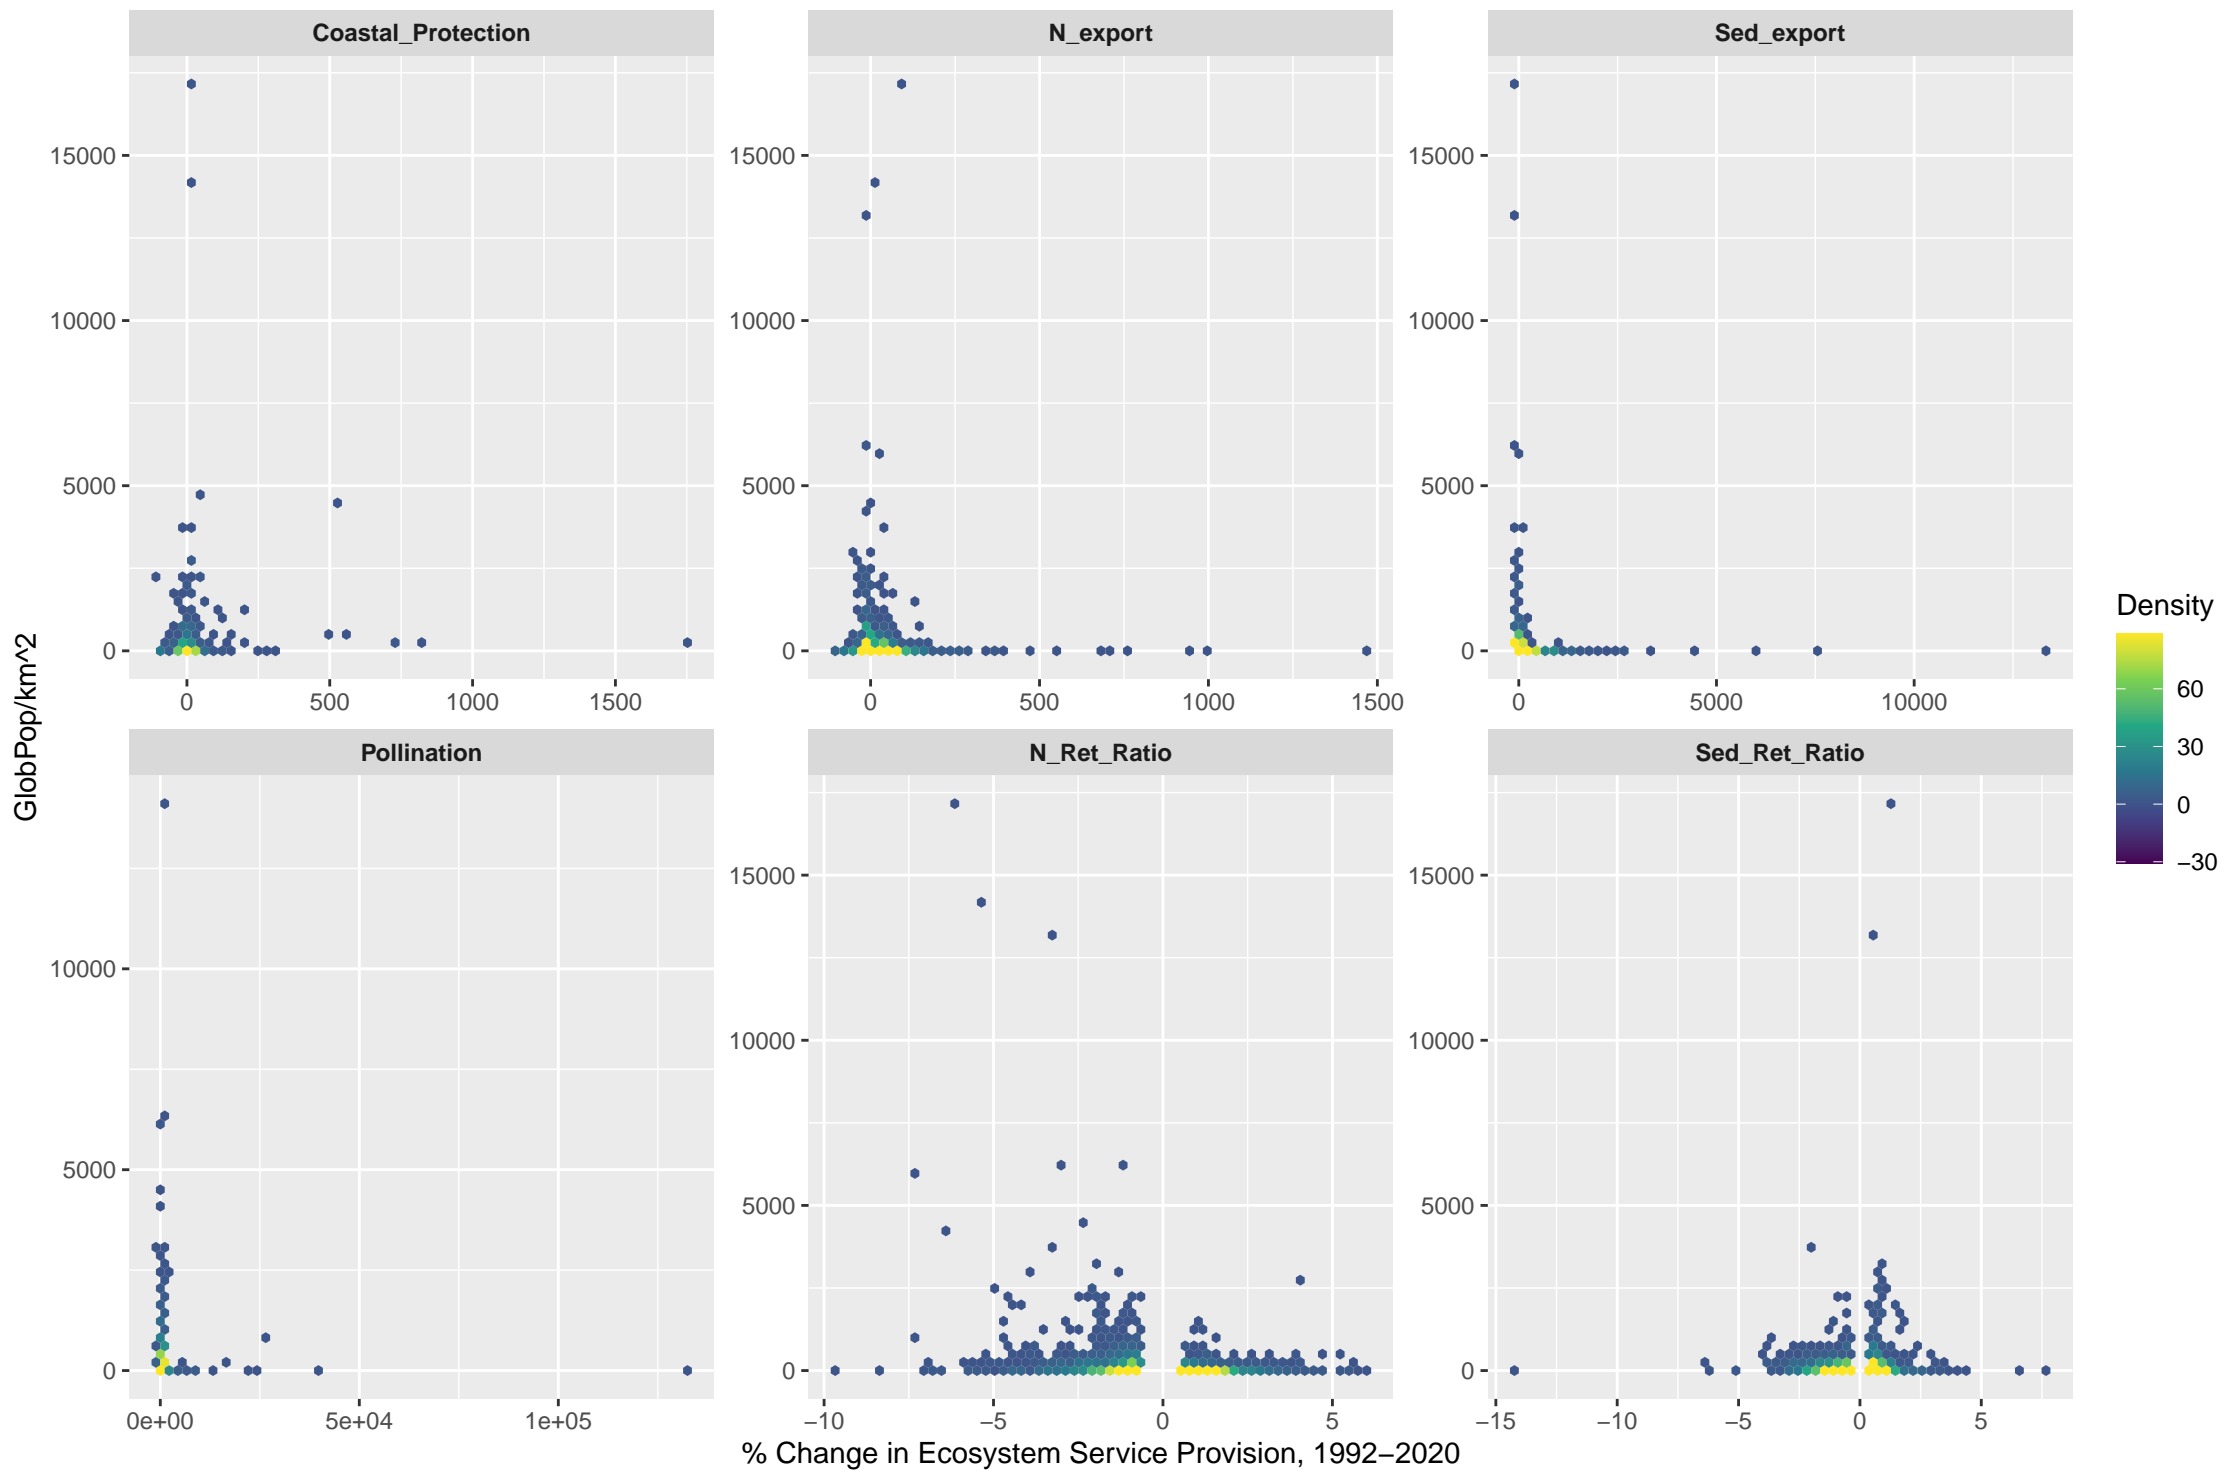 Coastal_Protection N_export Sed_export
15000 15000 15000
10000 10000 10000
5000 5000 5000
0 0 0
0 500 1000 1500 0 500 1000 1500 0 5000 10000
Pollination N_Ret_Ratio Sed_Ret_Ratio
15000 15000
10000 10000 10000
5000 5000 5000
0 0 0
0e+00 5e+04 1e+05 −10 −5 0 5 −15 −10 −5 0 5
% Change in Ecosystem Service Provision, 1992−2020
GlobPop/km^2
Density
60
30
0
−30